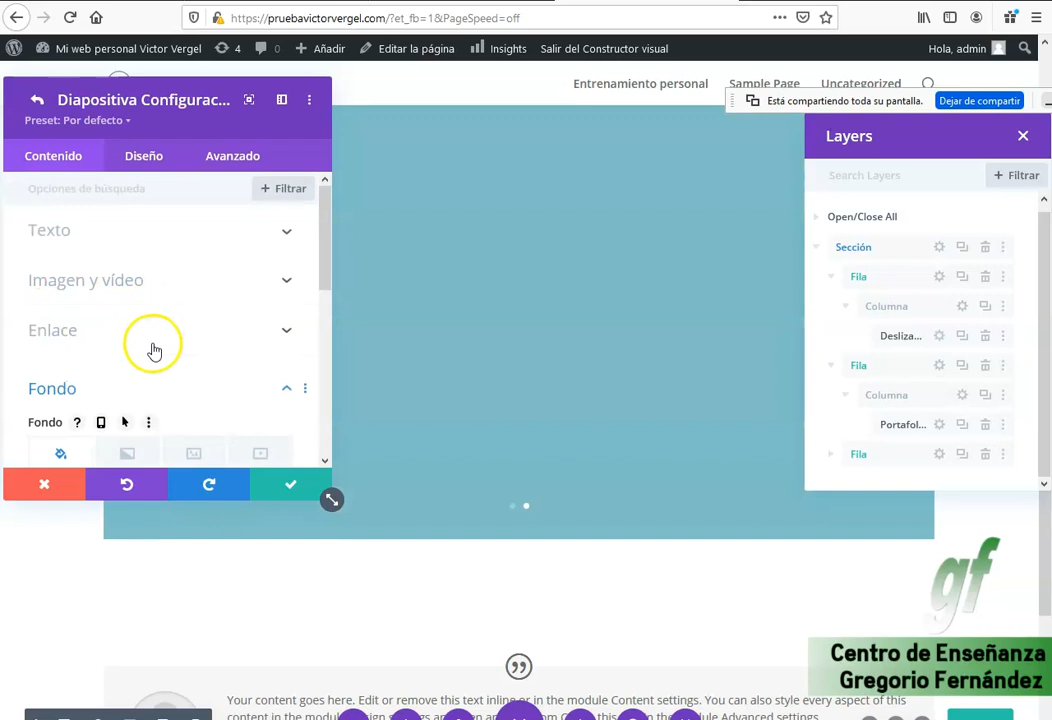 https://pruebavictorvergel.com/?et_fb=1&PageSpeed=off
Mi web personal Victor Vergel 4 0 Añadir Editar la página Insights Salir del Constructor visual Hola, admin
Entrenamiento personal Sample Page Uncategorized
Está compartiendo toda su pantalla. Dejar de compartir
Diapositiva Configurac...
Preset: Por defecto
Contenido Diseño Avanzado
Opciones de búsqueda + Filtrar
Texto
Imagen y vídeo
Enlace
Fondo
Fondo ?
Layers
Search Layers + Filtrar
Open/Close All
Sección
Fila
Columna
Desliza...
Fila
Columna
Portafol...
Fila
gf
Centro de Enseñanza
Gregorio Fernández
Your content goes here. Edit or remove this text inline or in the module Content settings. You can also style every aspect of